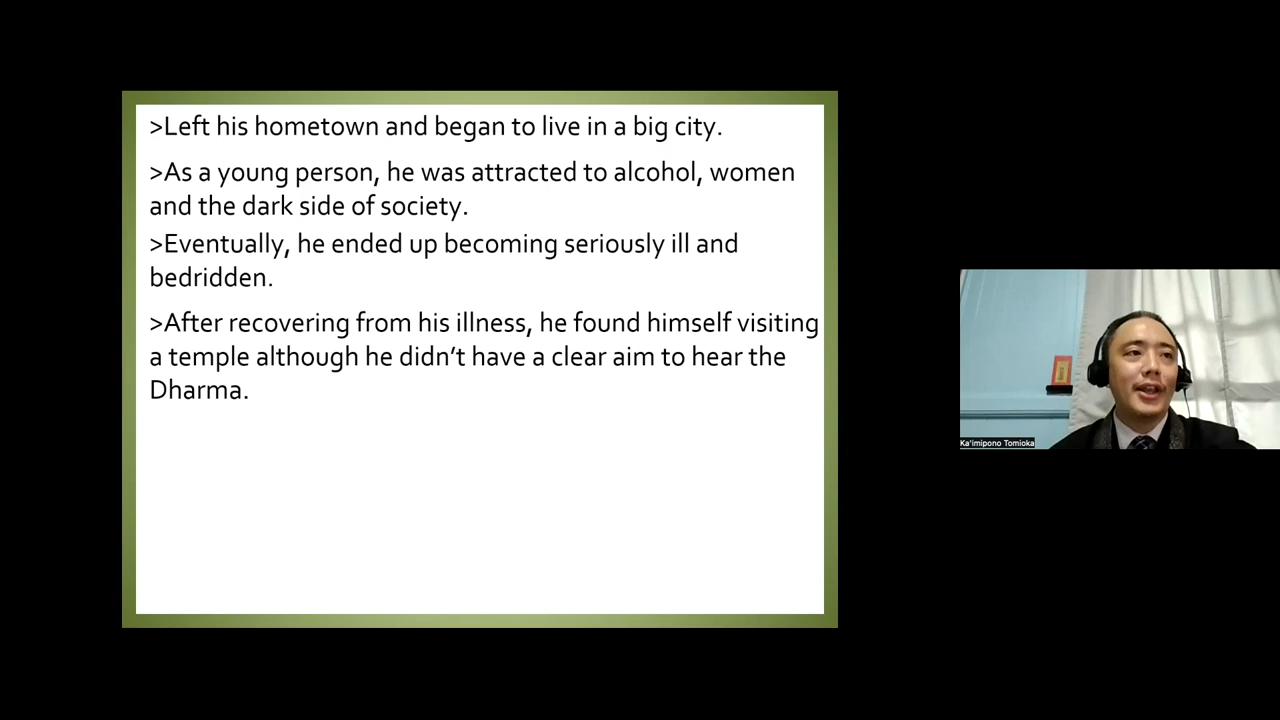 >Left his hometown and began to live in a big city.
>As a young person, he was attracted to alcohol, women
and the dark side of society.
>Eventually, he ended up becoming seriously ill and
bedridden.
>After recovering from his illness, he found himself visiting
a temple although he didn’t have a clear aim to hear the
Dharma.
Ka'imipono Tomioka